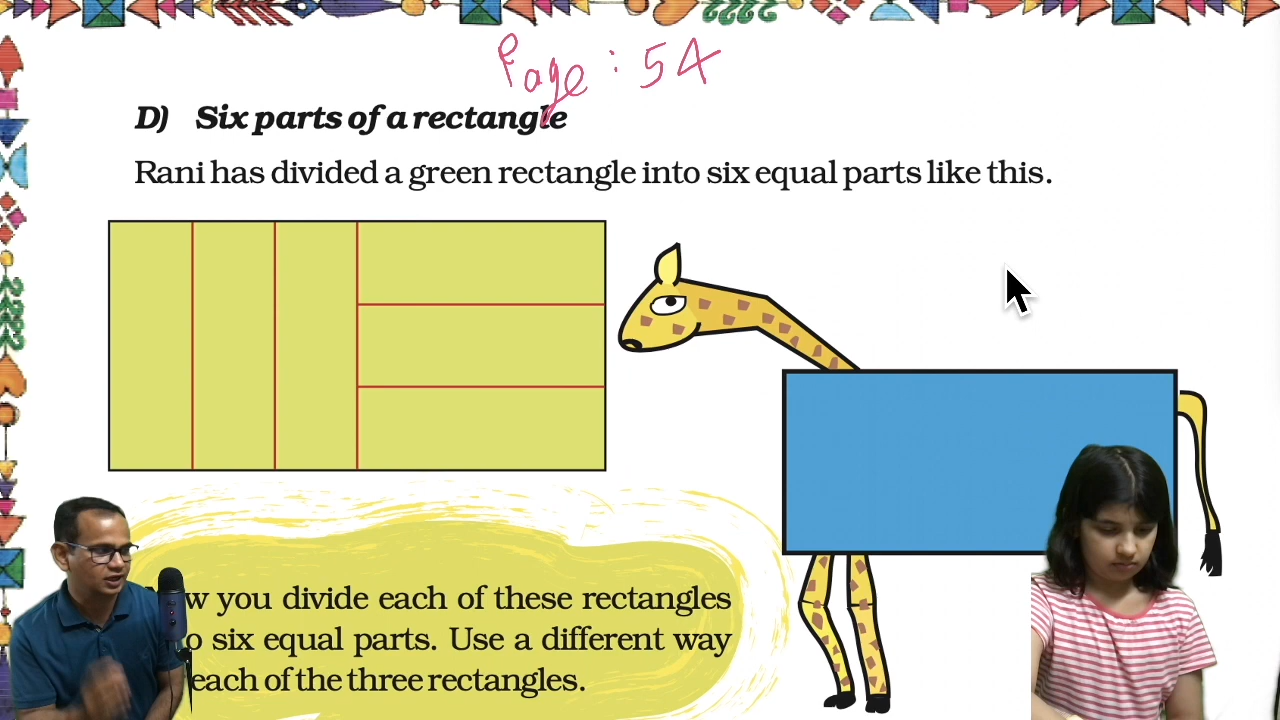 Page : 54
D) Six parts of a rectangle
Rani has divided a green rectangle into six equal parts like this.
you divide each of these rectangles
six equal parts. Use a different way
each of the three rectangles.